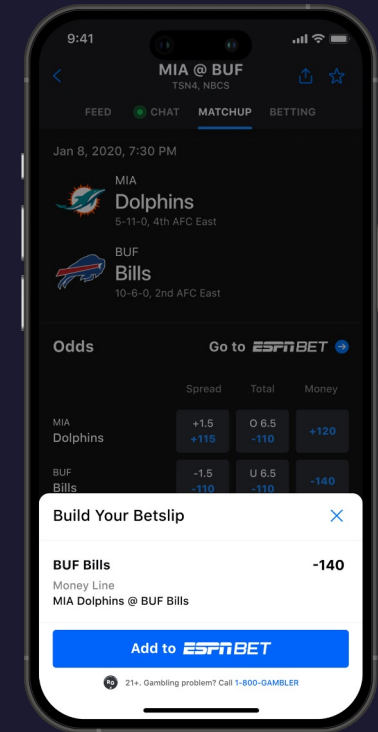 9:41
MIA @ BUF
TSN4, NBCS
FEED CHAT MATCHUP BETTING
Jan 8, 2020, 7:30 PM
MIA
Dolphins
5-11-0, 4th AFC East
BUF
Bills
10-6-0, 2nd AFC East
Odds Go to ESPN BET
Spread Total Money
MIA
Dolphins
+1.5 O 6.5
+115 -110 +120
BUF
Bills
-1.5 U 6.5
-110 -110 -140
Build Your Betslip
BUF Bills -140
Money Line
MIA Dolphins @ BUF Bills
Add to ESPN BET
RG 21+. Gambling problem? Call 1-800-GAMBLER